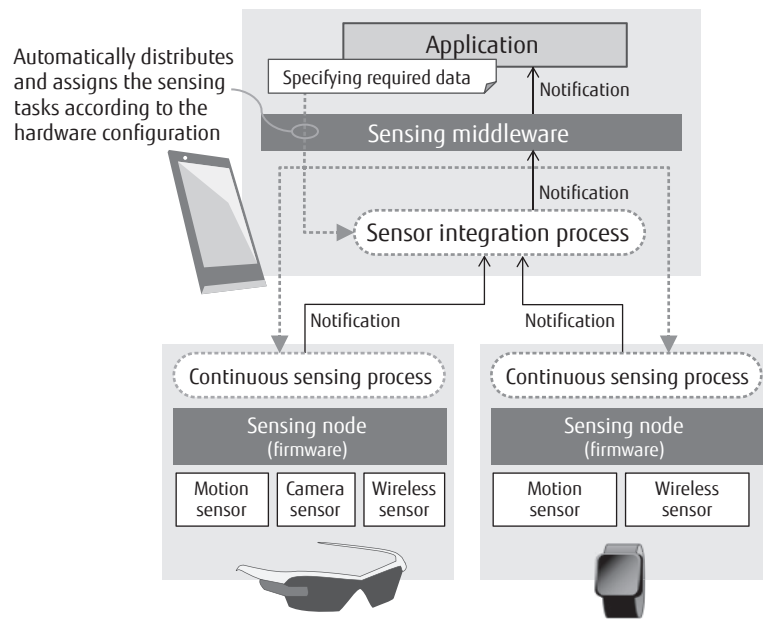 Application
Automatically distributes
and assigns the sensing
tasks according to the
hardware configuration
Specifying required data
Notification
Sensing middleware
Notification
Sensor integration process
Notification
Notification
Continuous sensing process
Continuous sensing process
Sensing node
(firmware)
Sensing node
(firmware)
Motion
sensor
Camera
sensor
Wireless
sensor
Motion
sensor
Wireless
sensor